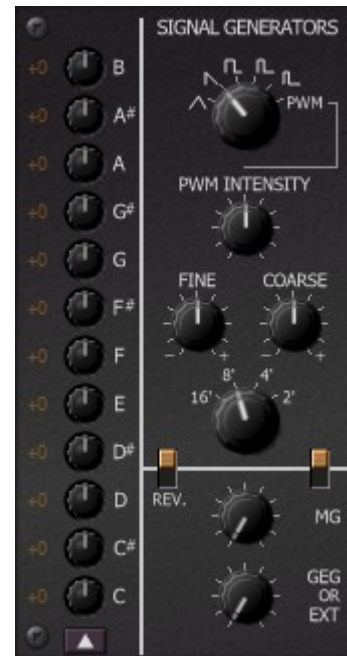 SIGNAL GENERATORS
+0 B
+0 A#
+0 A
+0 G#
+0 G
+0 F#
+0 F
+0 E
+0 D#
+0 D
+0 C#
+0 C
PWM
PWM INTENSITY
FINE COARSE
- + - +
8' 4'
16' 2'
REV.
MG
GEG
OR
EXT